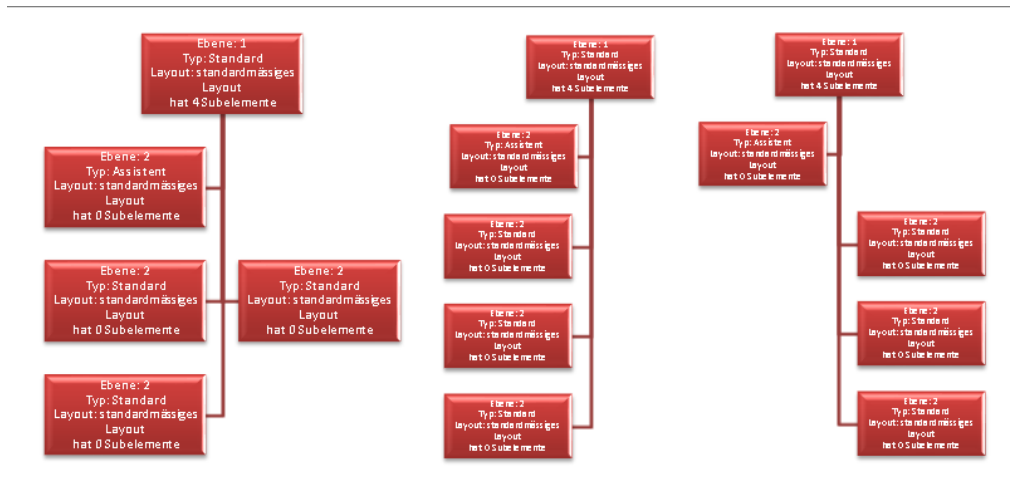 Ebene: 1
Typ: Standard
Layout: standardmässiges
Layout
hat 4 Subelemente
Ebene: 2
Typ: Assistent
Layout: standardmässiges
Layout
hat 0 Subelemente
Ebene: 2
Typ: Standard
Layout: standardmässiges
Layout
hat 0 Subelemente
Ebene: 2
Typ: Standard
Layout: standardmässiges
Layout
hat 0 Subelemente
Ebene: 2
Typ: Standard
Layout: standardmässiges
Layout
hat 0 Subelemente
Ebene: 1
Typ: Standard
Layout: standardmässiges
Layout
hat 4 Subelemente
Ebene: 2
Typ: Assistent
Layout: standardmässiges
Layout
hat 0 Subelemente
Ebene: 2
Typ: Standard
Layout: standardmässiges
Layout
hat 0 Subelemente
Ebene: 2
Typ: Standard
Layout: standardmässiges
Layout
hat 0 Subelemente
Ebene: 2
Typ: Standard
Layout: standardmässiges
Layout
hat 0 Subelemente
Ebene: 1
Typ: Standard
Layout: standardmässiges
Layout
hat 4 Subelemente
Ebene: 2
Typ: Assistent
Layout: standardmässiges
Layout
hat 0 Subelemente
Ebene: 2
Typ: Standard
Layout: standardmässiges
Layout
hat 0 Subelemente
Ebene: 2
Typ: Standard
Layout: standardmässiges
Layout
hat 0 Subelemente
Ebene: 2
Typ: Standard
Layout: standardmässiges
Layout
hat 0 Subelemente